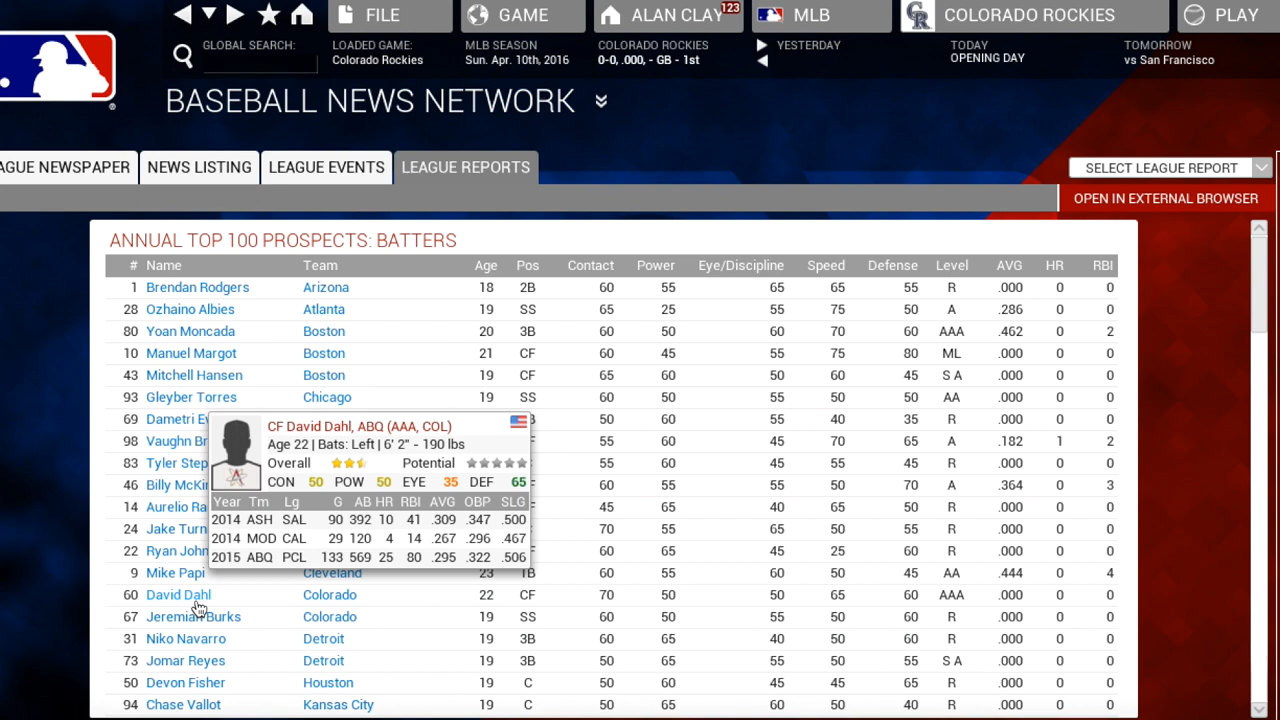 FILE GAME ALAN CLAY 123 MLB COLORADO ROCKIES PLAY
GLOBAL SEARCH: LOADED GAME: MLB SEASON COLORADO ROCKIES YESTERDAY TODAY TOMORROW
Colorado Rockies Sun. Apr. 10th, 2016 0-0, .000, - GB - 1st OPENING DAY vs San Francisco
BASEBALL NEWS NETWORK
AGUE NEWSPAPER NEWS LISTING LEAGUE EVENTS LEAGUE REPORTS SELECT LEAGUE REPORT
OPEN IN EXTERNAL BROWSER
ANNUAL TOP 100 PROSPECTS: BATTERS
# Name Team Age Pos Contact Power Eye/Discipline Speed Defense Level AVG HR RBI
1 Brendan Rodgers Arizona 18 2B 60 55 65 65 55 R .000 0 0
28 Ozhaino Albies Atlanta 19 SS 65 25 55 75 50 A .286 0 0
80 Yoan Moncada Boston 20 3B 60 50 60 70 60 AAA .462 0 2
10 Manuel Margot Boston 21 CF 60 45 55 75 80 ML .000 0 0
43 Mitchell Hansen Boston 19 CF 65 60 55 60 45 S A .000 0 0
93 Gleyber Torres Chicago 19 SS 60 50 55 50 50 AA .000 0 0
69 Dametri Ev 50 60 55 40 35 R .000 0 0
98 Vaughn Br 55 60 45 70 65 A .182 1 2
83 Tyler Step 55 60 45 55 45 R .000 0 0
46 Billy McKi 60 55 55 50 70 A .364 0 3
14 Aurelio Ra 45 65 40 65 50 R .000 0 0
24 Jake Turn 70 55 65 50 55 R .000 0 0
22 Ryan John 60 65 45 25 60 R .000 0 0
9 Mike Papi Cleveland 23 1B 60 55 60 50 45 AA .444 0 4
60 David Dahl Colorado 22 CF 70 50 50 65 60 AAA .000 0 0
67 Jeremiah Burks Colorado 19 SS 60 50 55 50 60 R .000 0 0
31 Niko Navarro Detroit 19 3B 60 65 40 50 60 R .000 0 0
73 Jomar Reyes Detroit 19 3B 50 65 55 50 55 S A .000 0 0
50 Devon Fisher Houston 19 C 50 60 45 45 65 R .000 0 0
94 Chase Vallot Kansas City 19 C 50 65 60 50 40 R .000 0 0
CF David Dahl, ABQ (AAA, COL)
Age 22 | Bats: Left | 6' 2" - 190 lbs
Overall Potential
CON 50 POW 50 EYE 35 DEF 65
Year Tm Lg G AB HR RBI AVG OBP SLG
2014 ASH SAL 90 392 10 41 .309 .347 .500
2014 MOD CAL 29 120 4 14 .267 .296 .467
2015 ABQ PCL 133 569 25 80 .295 .322 .506